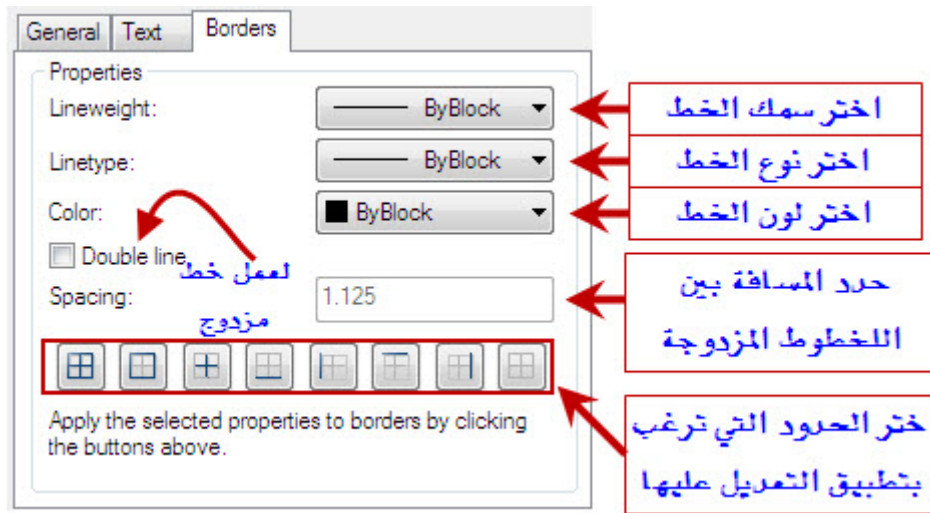 General Text Borders
Properties
Lineweight: ByBlock
اختر سمك الخط
Linetype: ByBlock
اختر نوع الخط
Color: ByBlock
اختر لون الخط
Double line
لعمل خط
مزدوج
Spacing: 1.125
حدد المسافة بين
اللخطوط المزدوجة
Apply the selected properties to borders by clicking
the buttons above.
ختر الحدود التي ترغب
بتطبيق التعديل عليها